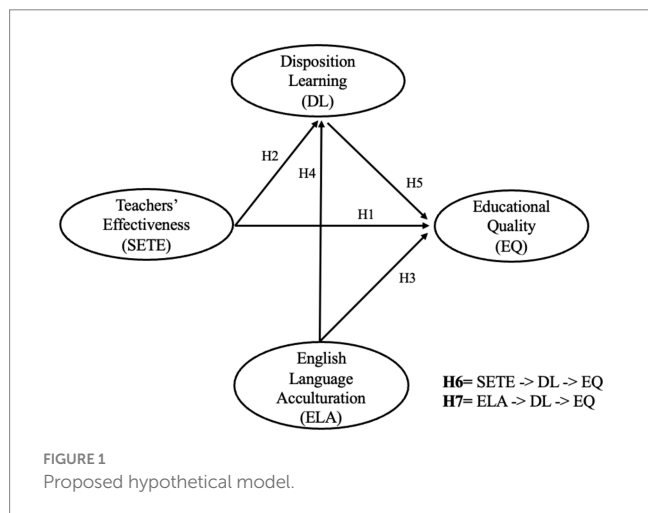 Disposition
Learning
(DL)
H2
H4
H5
Teachers’
Effectiveness
(SETE)
H1
Educational
Quality
(EQ)
H3
English
Language
Acculturation
(ELA)
H6= SETE -> DL -> EQ
H7= ELA -> DL -> EQ
FIGURE 1
Proposed hypothetical model.